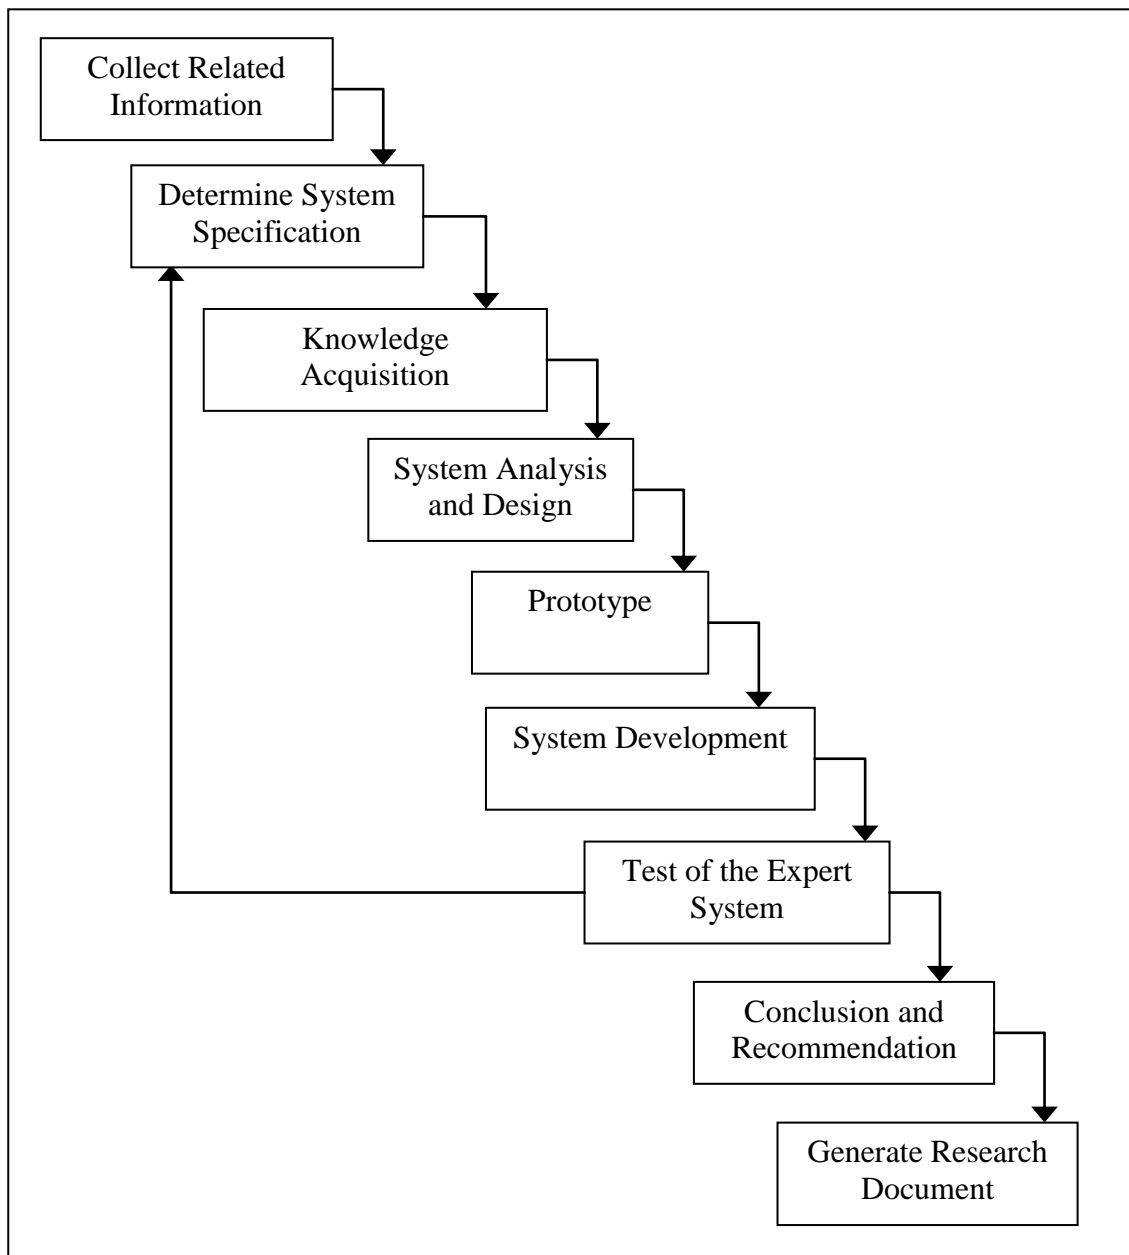 Collect Related
Information
Determine System
Specification
Knowledge
Acquisition
System Analysis
and Design
Prototype
System Development
Test of the Expert
System
Conclusion and
Recommendation
Generate Research
Document